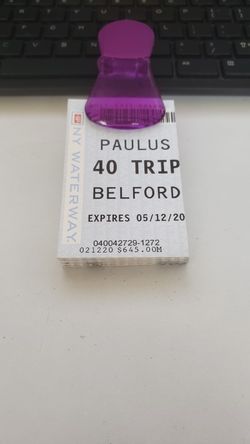 NY WATERWAY
PAULUS
40 TRIP
BELFORD
EXPIRES 05/12/20
040042729-1272
021220 $645.00M